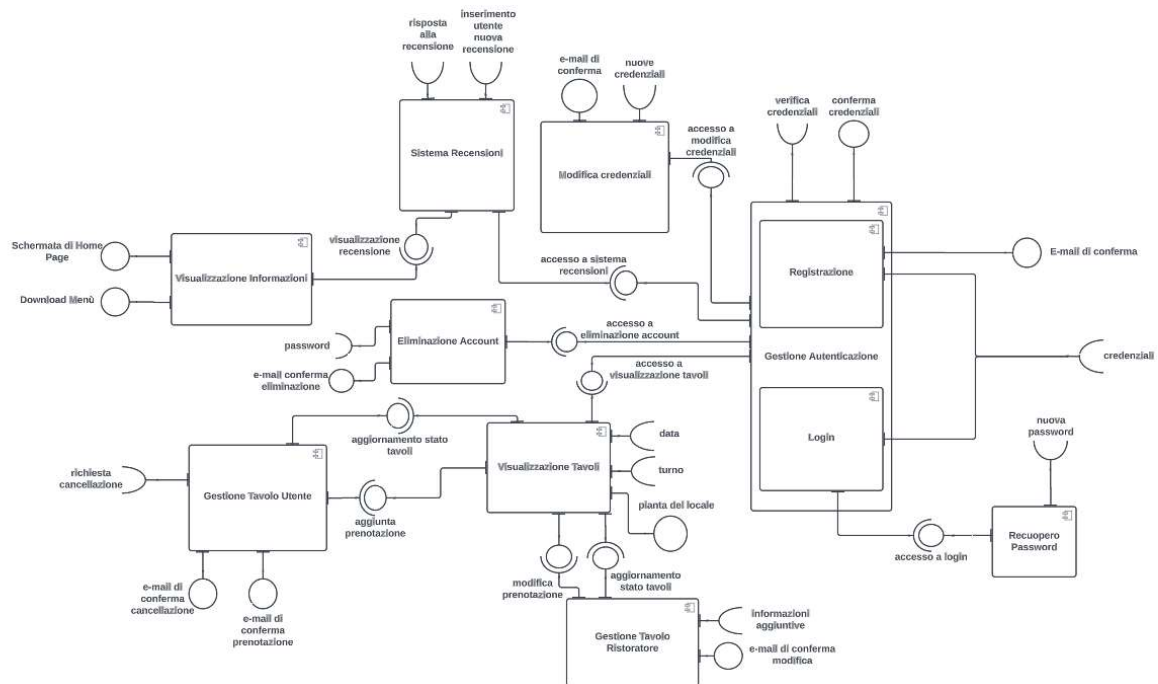 risposta
alla
recensione
inserimento
utente
nuova
recensione
e-mail di
conferma
nuove
credenziali
verifica
credenziali
conferma
credenziali
Sistema Recensioni
Modifica credenziali
accesso a
modifica
credenziali
Schermata di Home
Page
Download Menù
Visualizzazione Informazioni
visualizzazione
recensione
accesso a sistema
recensioni
Registrazione
E-mail di conferma
password
e-mail conferma
eliminazione
Eliminazione Account
accesso a
eliminazione account
accesso a
visualizzazione tavoli
Gestione Autenticazione
credenziali
Login
nuova
password
aggiornamento stato
tavoli
richiesta
cancellazione
Gestione Tavolo Utente
aggiunta
prenotazione
Visualizzazione Tavoli
data
turno
pianta del locale
accesso a login
Recuopero
Password
e-mail di
conferma
cancellazione
e-mail di
conferma
prenotazione
modifica
prenotazione
aggiornamento
stato tavoli
Gestione Tavolo
Ristoratore
informazioni
aggiuntive
e-mail di conferma
modifica